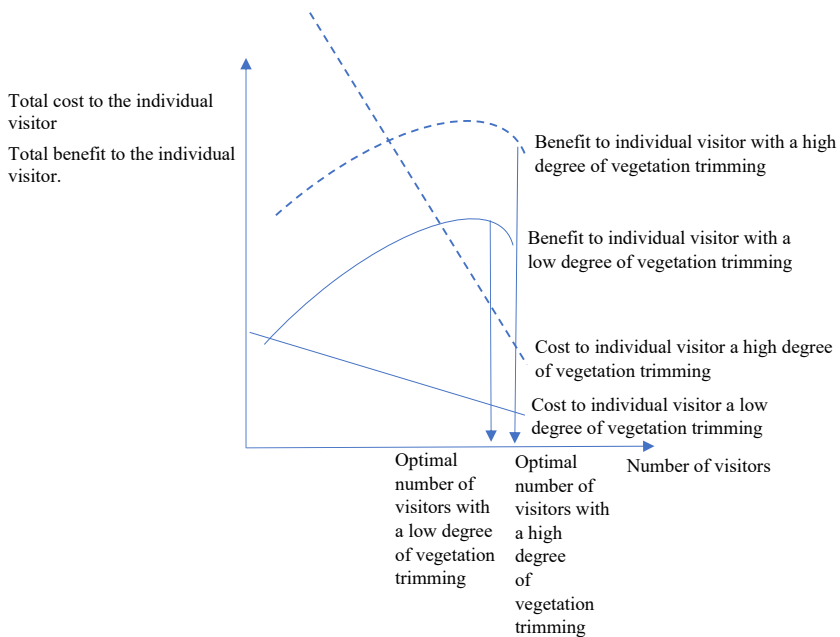 Total cost to the individual
visitor
Total benefit to the individual
visitor.
Benefit to individual visitor with a high
degree of vegetation trimming
Benefit to individual visitor with a
low degree of vegetation trimming
Cost to individual visitor a high degree
of vegetation trimming
Cost to individual visitor a low
degree of vegetation trimming
Number of visitors
Optimal
number of
visitors with
a low degree
of vegetation
trimming
Optimal
number of
visitors with
a high
degree
of
vegetation
trimming